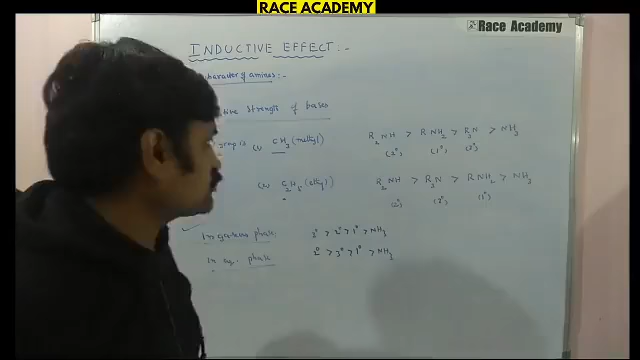 RACE ACADEMY
Race Academy
INDUCTIVE EFFECT :-
character of amines :-
strength of bases
(i) CH3 (methyl) R2NH > RNH2 > R3N > NH3
(2°) (1°) (3°)
(ii) C2H5 (ethyl) R2NH > R3N > RNH2 > NH3
(2°) (3°) (1°)
In gaseous phase 3° > 2° > 1° > NH3
In aq. phase 2° > 3° > 1° > NH3